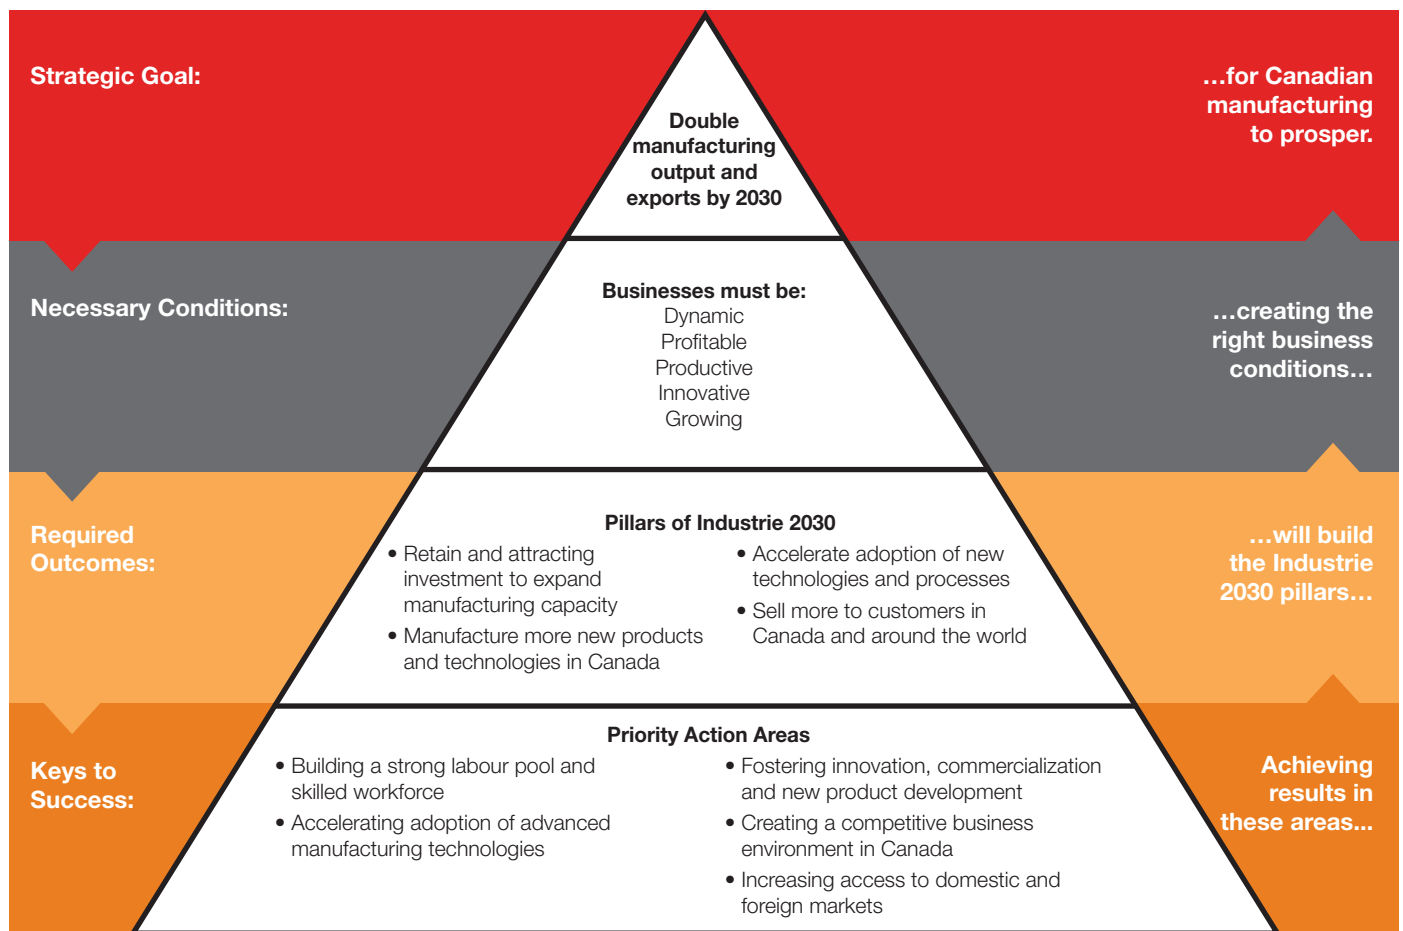 Strategic Goal:
Double
manufacturing
output and
exports by 2030
…for Canadian
manufacturing
to prosper.
Necessary Conditions:
Businesses must be:
Dynamic
Profitable
Productive
Innovative
Growing
…creating the
right business
conditions…
Required
Outcomes:
Pillars of Industrie 2030
• Retain and attracting
investment to expand
manufacturing capacity
• Manufacture more new products
and technologies in Canada
• Accelerate adoption of new
technologies and processes
• Sell more to customers in
Canada and around the world
…will build
the Industrie
2030 pillars…
Keys to
Success:
Priority Action Areas
• Building a strong labour pool and
skilled workforce
• Accelerating adoption of advanced
manufacturing technologies
• Fostering innovation, commercialization
and new product development
• Creating a competitive business
environment in Canada
• Increasing access to domestic and
foreign markets
Achieving
results in
these areas...